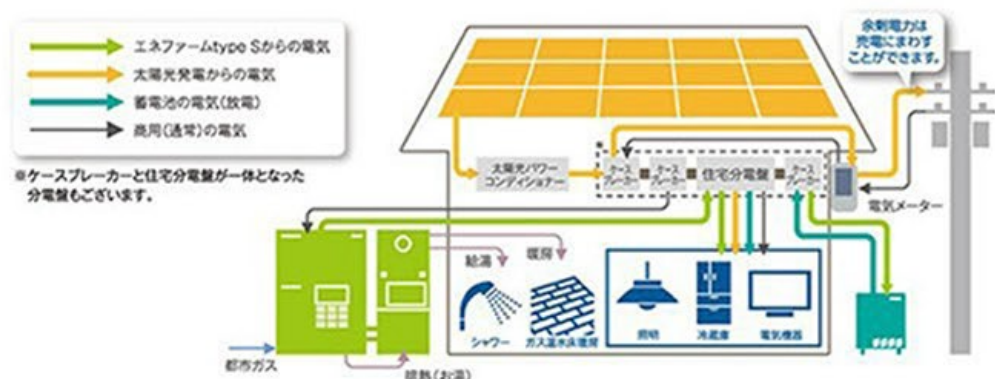 エネファームtype Sからの電気
太陽光発電からの電気
蓄電池の電気(放電)
商用(通常)の電気
※ケースブレーカーと住宅分電盤が一体となった
分電盤もございます。
余剰電力は
売電にまわす
ことができます。
太陽光パワー
コンディショナー
ケース
ブレーカー
ケース
ブレーカー
住宅分電盤
ケース
ブレーカー
電気メーター
給湯
暖房
シャワー
ガス温水床暖房
照明
冷蔵庫
電気機器
都市ガス
排熱(お湯)